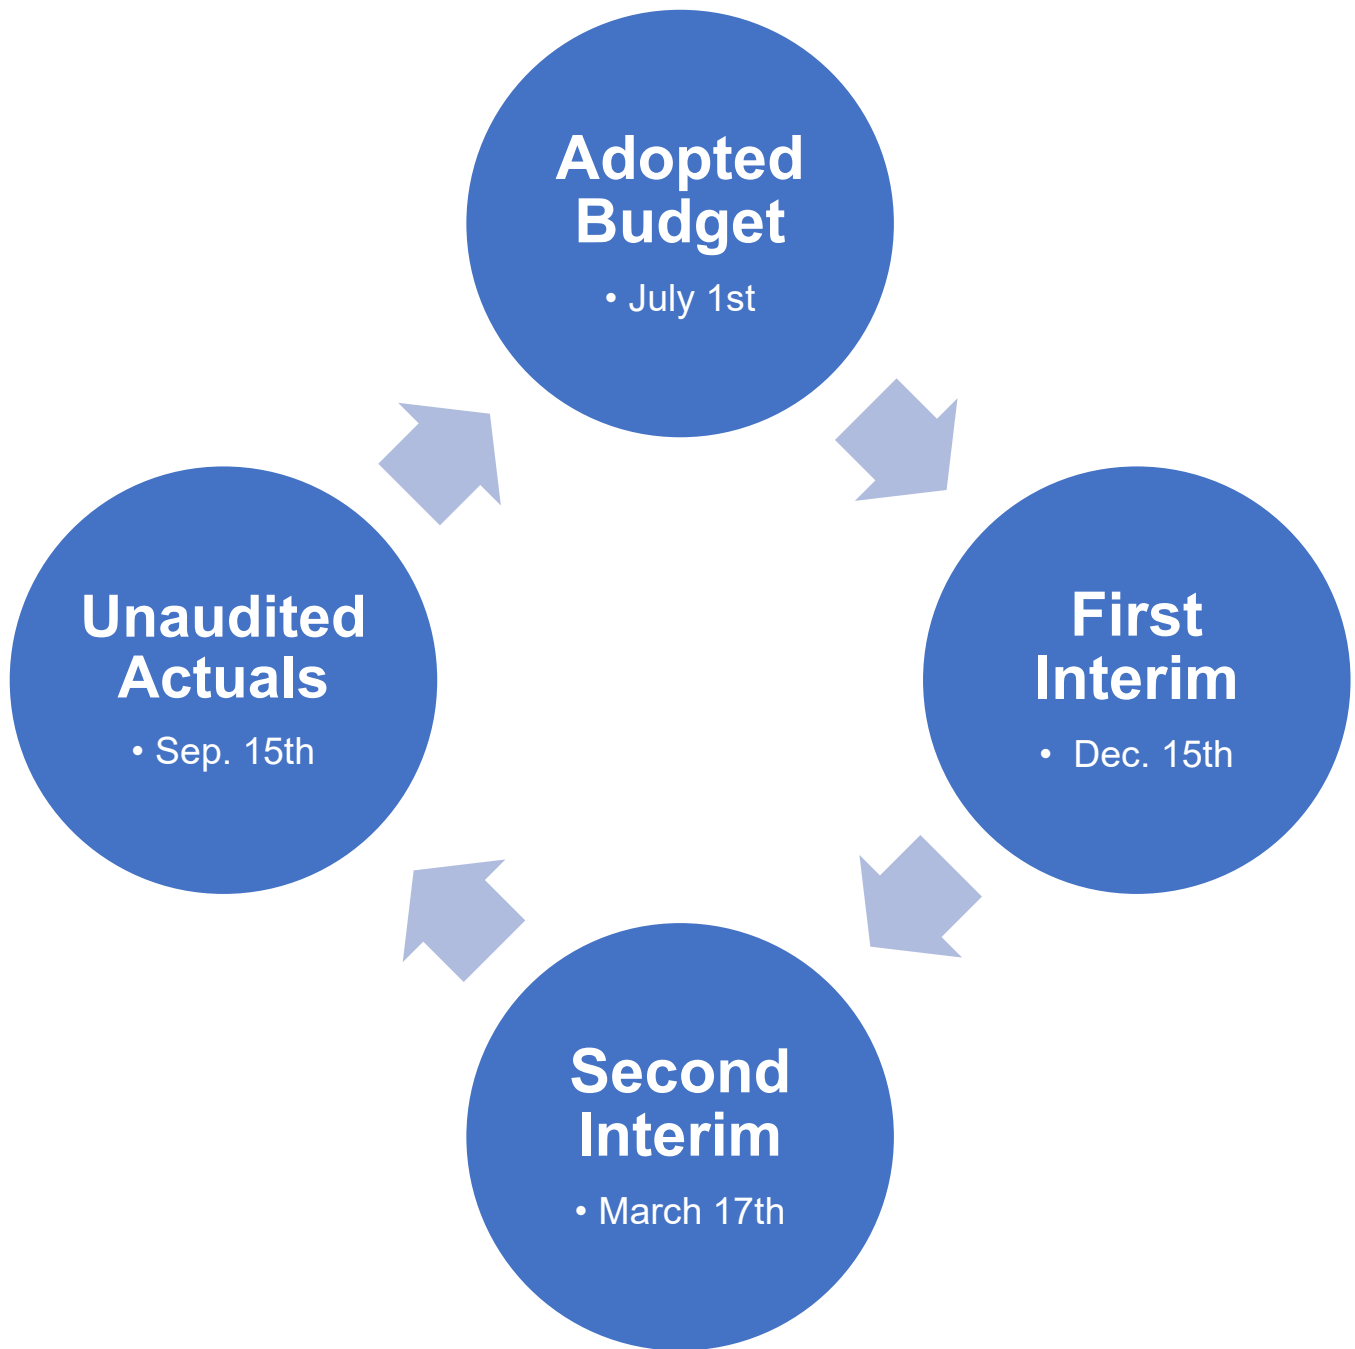 Adopted
Budget
• July 1st
First
Interim
• Dec. 15th
Second
Interim
• March 17th
Unaudited
Actuals
• Sep. 15th